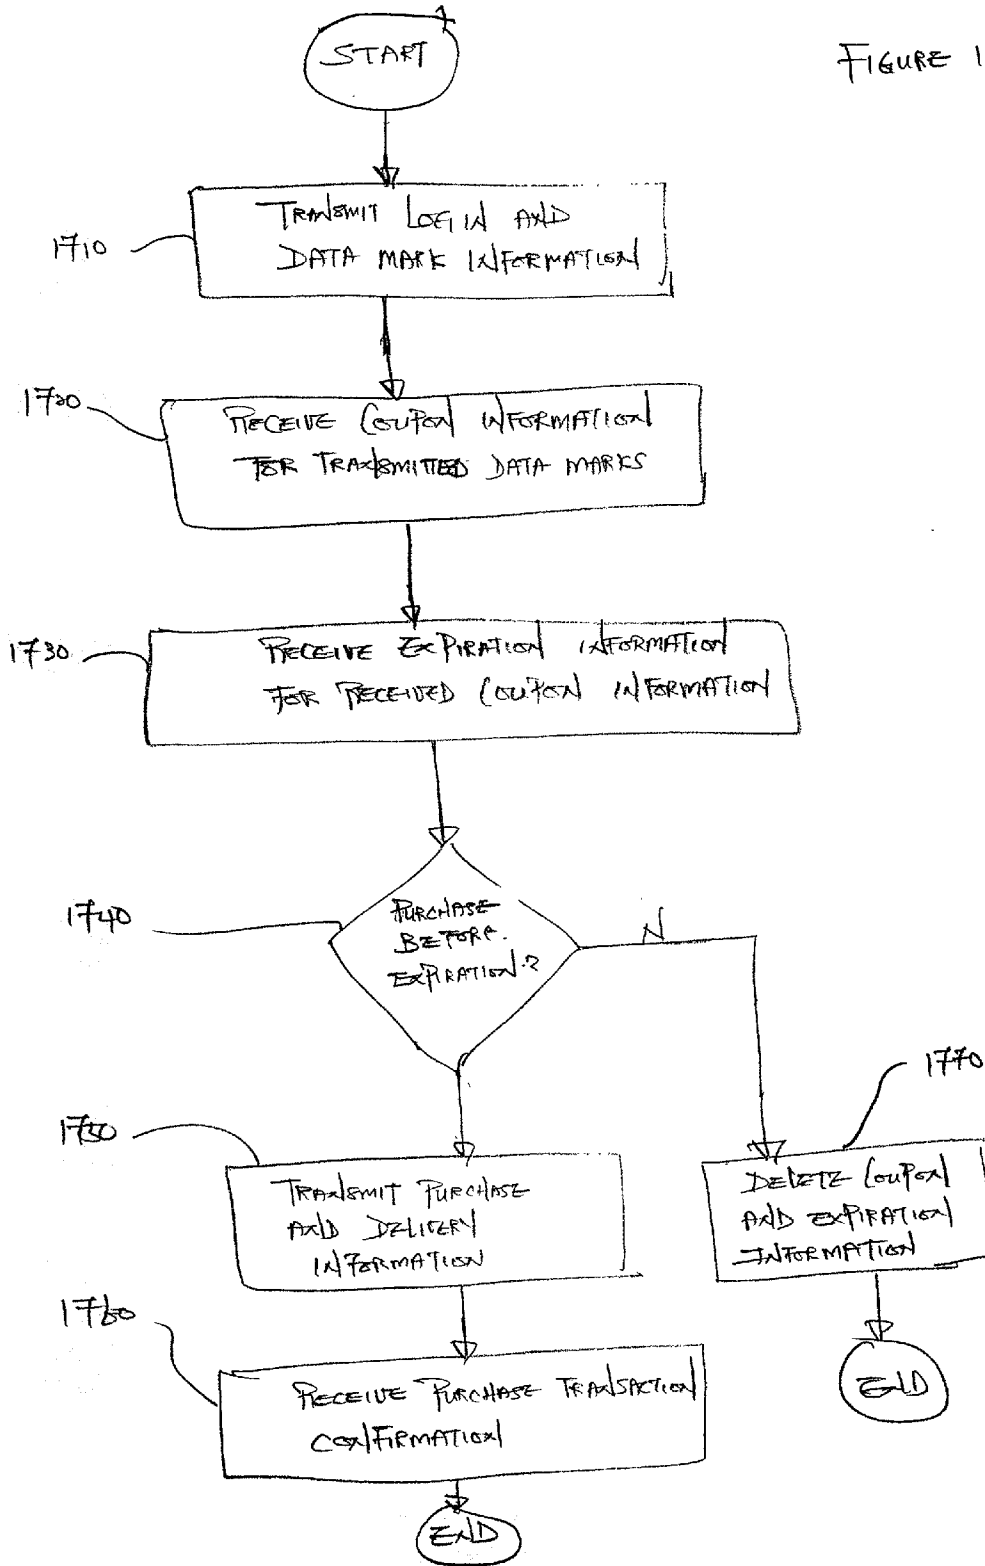 START
FIGURE 1
TRANSMIT LOGIN AND
DATA MARK INFORMATION
1710
1720
RECEIVE COUPON INFORMATION
FOR TRANSMITTED DATA MARKS
1730
RECEIVE EXPIRATION INFORMATION
FOR RECEIVED COUPON INFORMATION
1740
PURCHASE
BEFORE
EXPIRATION?
N
1770
1750
TRANSMIT PURCHASE
AND DELIVERY
INFORMATION
DELETE COUPON
AND EXPIRATION
INFORMATION
1760
RECEIVE PURCHASE TRANSACTION
CONFIRMATION
END
END